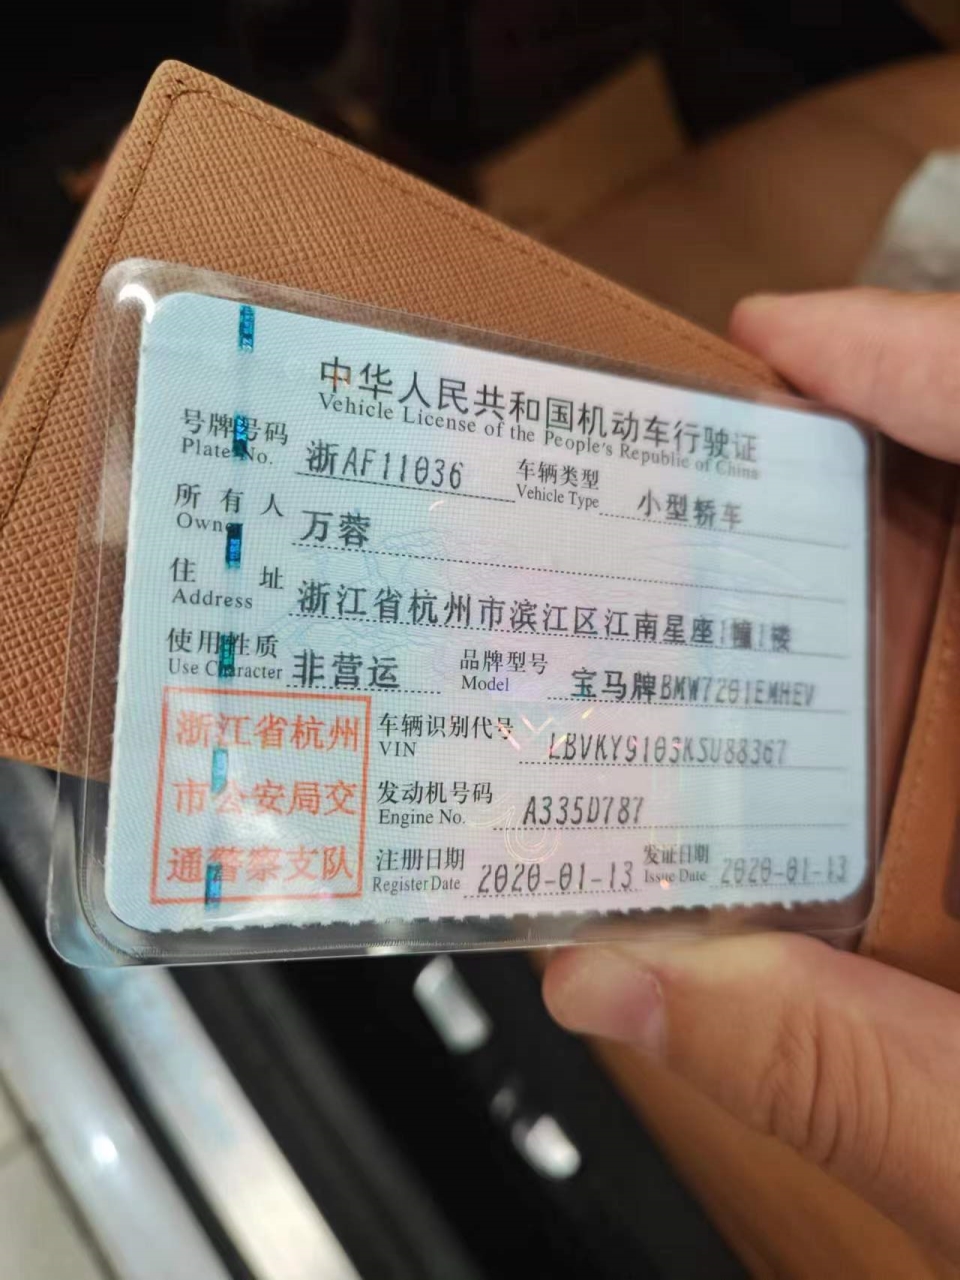 中华人民共和国机动车行驶证
Vehicle License of the People's Republic of China
号牌号码 浙AF11036 车辆类型 小型轿车
Plate No. Vehicle Type
所有人 万蓉
Owner
住址 浙江省杭州市滨江区江南星座1幢1楼
Address
使用性质 非营运 品牌型号 宝马牌BMW7201EMHEV
Use Character Model
浙江省杭州
市公安局交
通警察支队
车辆识别代号 LBVKY9103KSU88367
VIN
发动机号码 A335D787
Engine No.
注册日期 2020-01-13 发证日期 2020-01-13
Register Date Issue Date